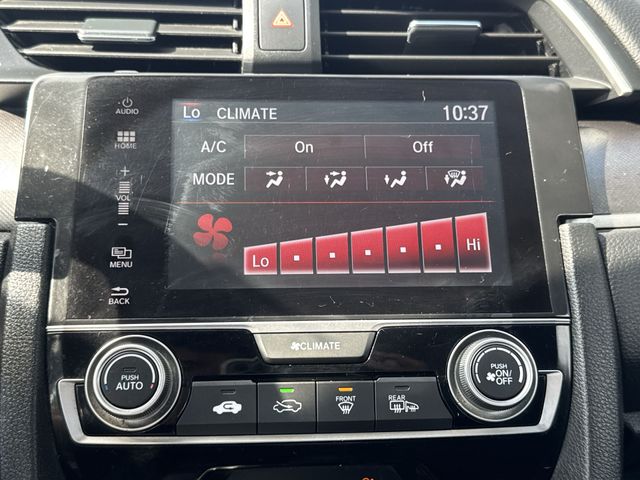 AUDIO
HOME
+
VOL
−
MENU
BACK
Lo CLIMATE 10:37
A/C On Off
MODE
Lo Hi
CLIMATE
PUSH
AUTO
FRONT
REAR
PUSH
ON/
OFF